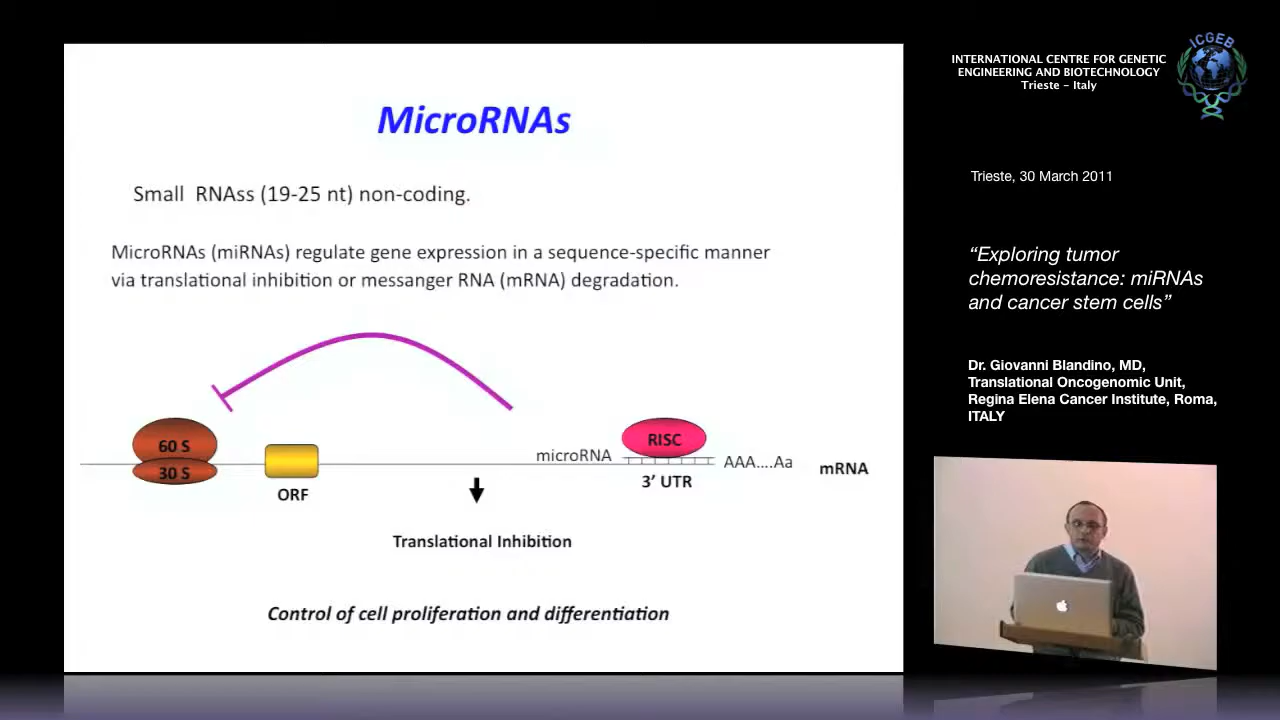 MicroRNAs
Small RNAss (19-25 nt) non-coding.
MicroRNAs (miRNAs) regulate gene expression in a sequence-specific manner
via translational inhibition or messanger RNA (mRNA) degradation.
60 S
30 S
ORF
microRNA
RISC
3’ UTR
AAA....Aa
mRNA
Translational Inhibition
Control of cell proliferation and differentiation
INTERNATIONAL CENTRE FOR GENETIC
ENGINEERING AND BIOTECHNOLOGY
Trieste - Italy
ICGEB
Trieste, 30 March 2011
“Exploring tumor
chemoresistance: miRNAs
and cancer stem cells”
Dr. Giovanni Blandino, MD,
Translational Oncogenomic Unit,
Regina Elena Cancer Institute, Roma,
ITALY